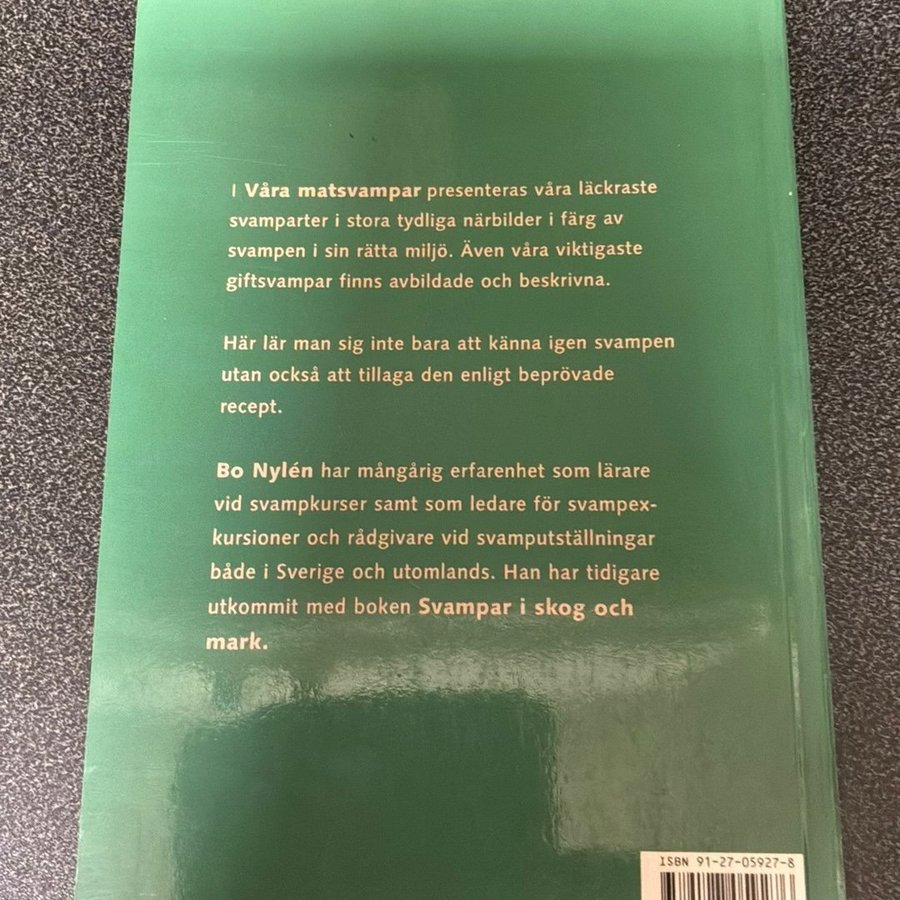 I Våra matsvampar presenteras våra läckraste
svamparter i stora tydliga närbilder i färg av
svampen i sin rätta miljö. Även våra viktigaste
giftsvampar finns avbildade och beskrivna.
Här lär man sig inte bara att känna igen svampen
utan också att tillaga den enligt beprövade
recept.
Bo Nylén har mångårig erfarenhet som lärare
vid svampkurser samt som ledare för svampex-
kursioner och rådgivare vid svamputställningar
både i Sverige och utomlands. Han har tidigare
utkommit med boken Svampar i skog och
mark.
ISBN 91-27-05927-8